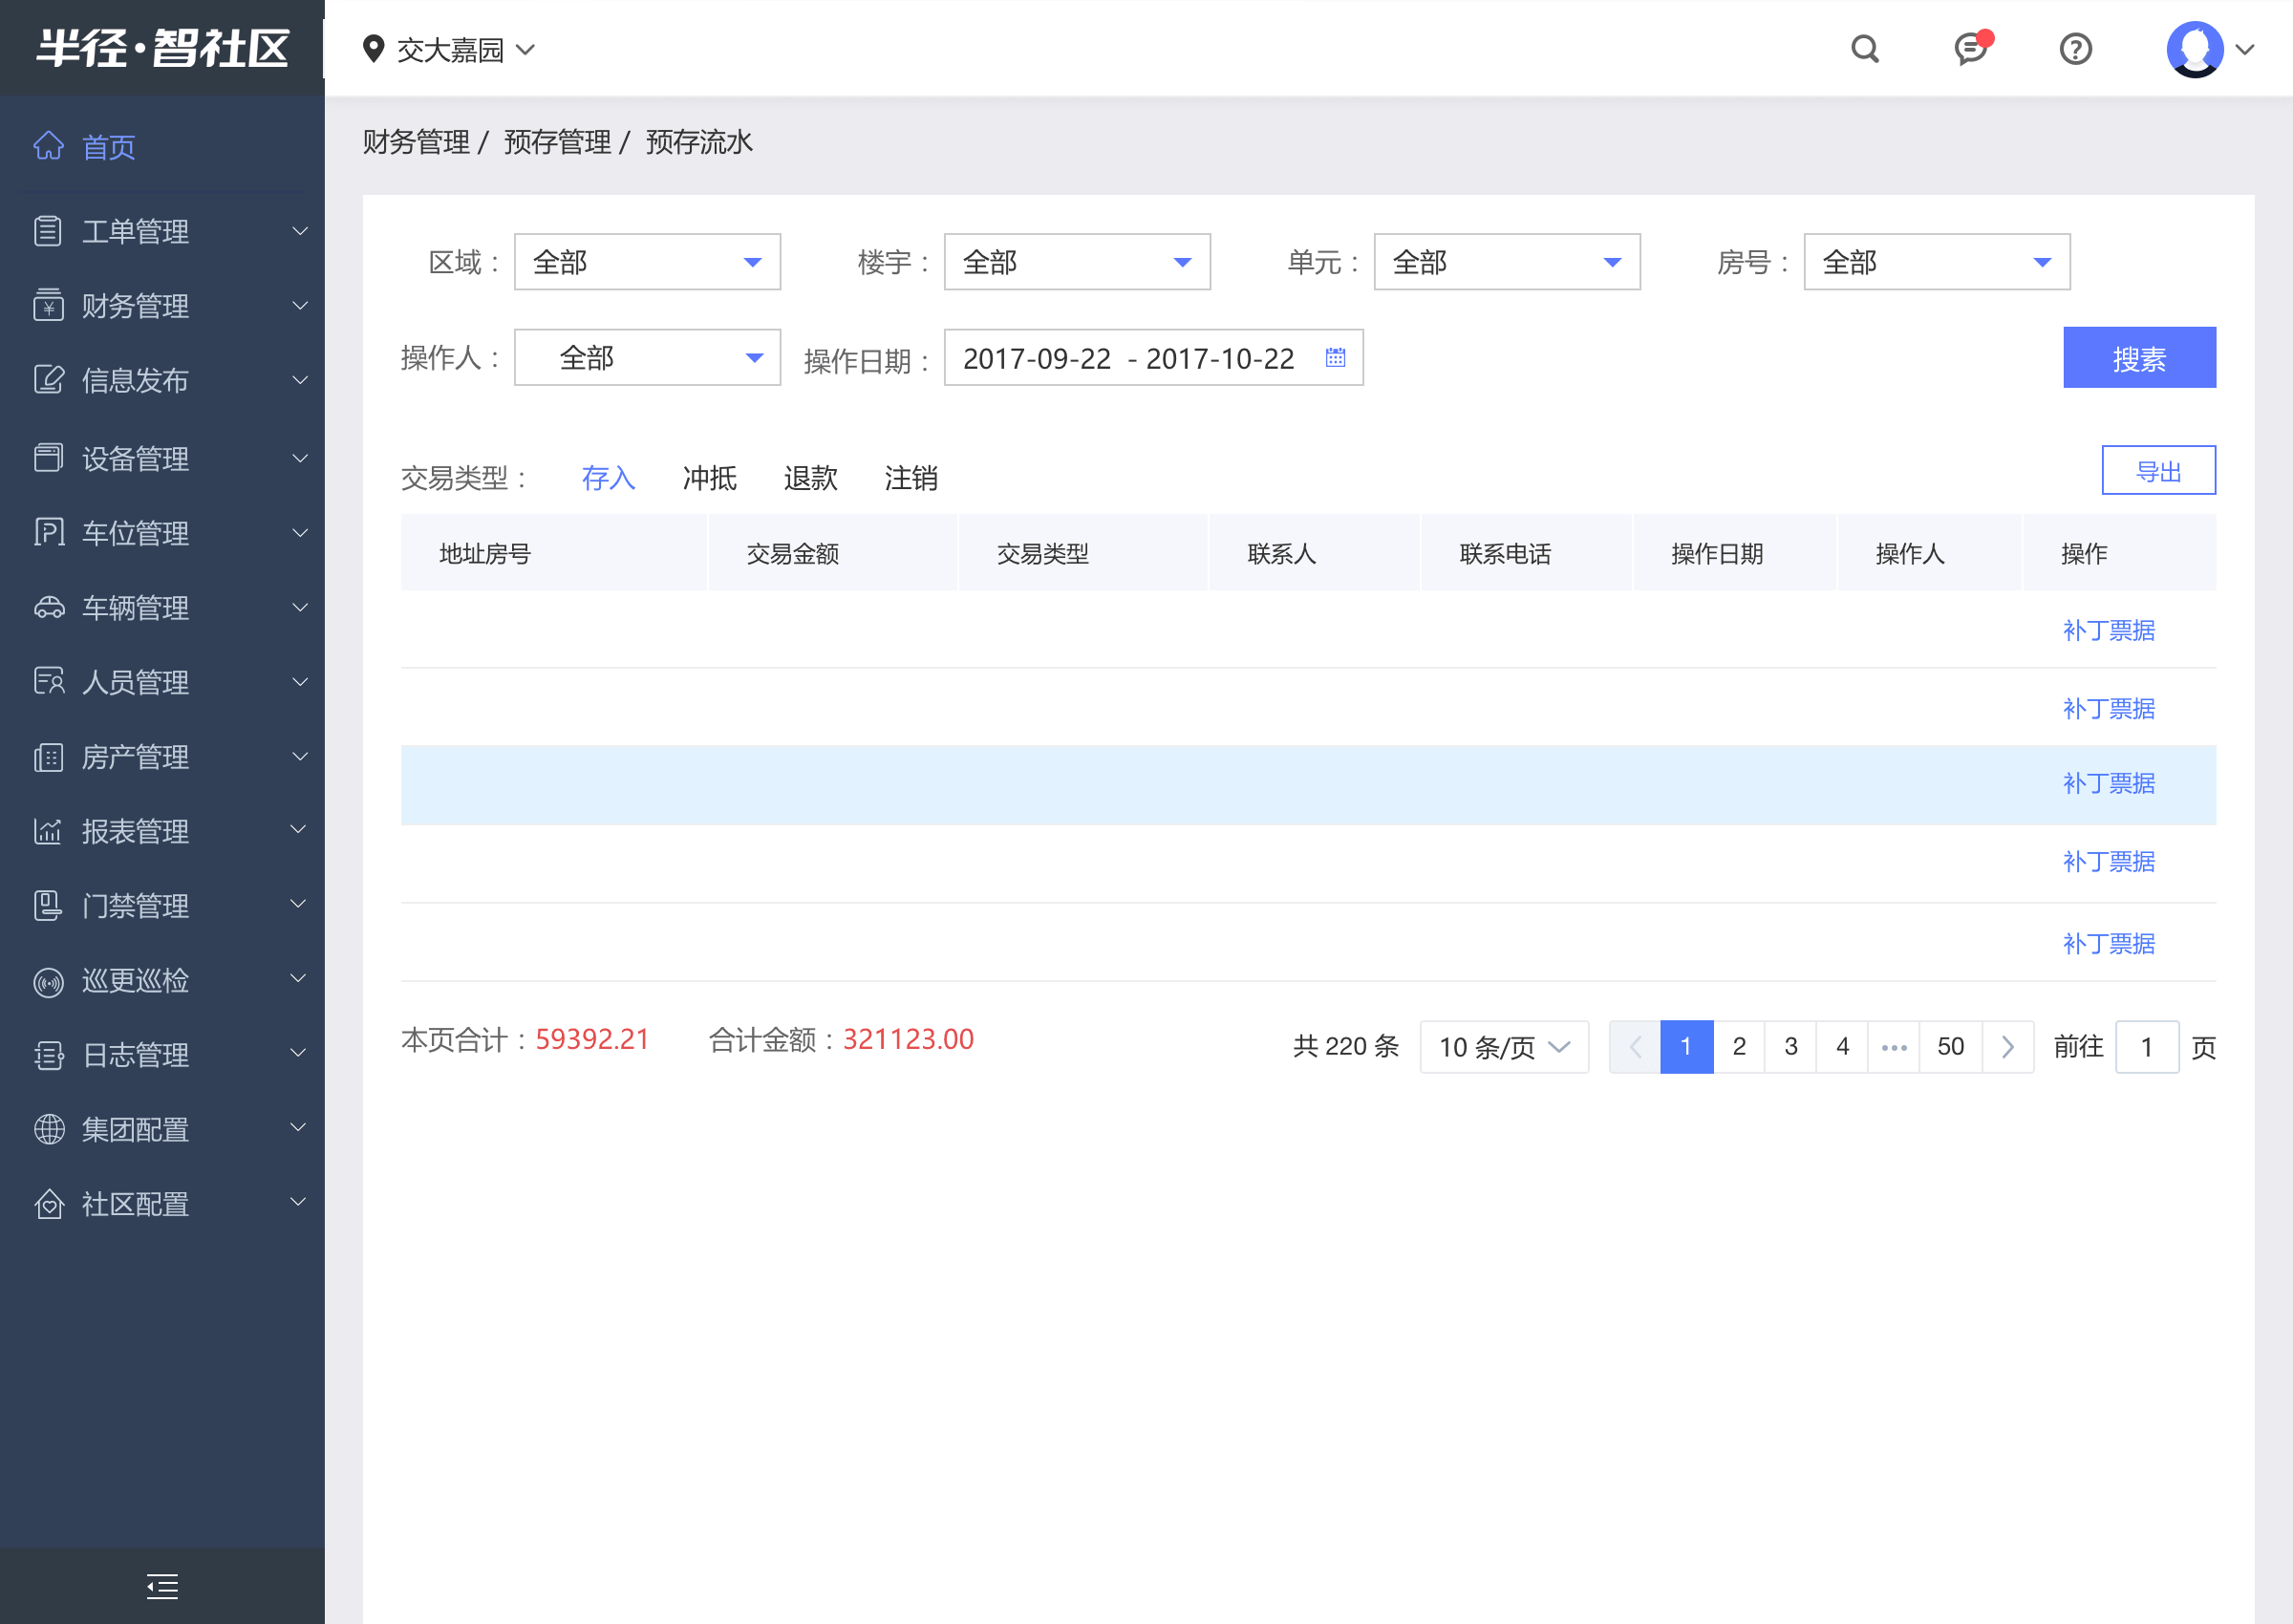 半径·智社区
交大嘉园
首页
工单管理
财务管理
信息发布
设备管理
车位管理
车辆管理
人员管理
房产管理
报表管理
门禁管理
巡更巡检
日志管理
集团配置
社区配置
财务管理 / 预存管理 / 预存流水
区域： 全部 楼宇： 全部 单元： 全部 房号： 全部
操作人： 全部 操作日期： 2017-09-22 - 2017-10-22 搜素
交易类型： 存入 冲抵 退款 注销 导出
地址房号 交易金额 交易类型 联系人 联系电话 操作日期 操作人 操作
补丁票据
补丁票据
补丁票据
补丁票据
补丁票据
本页合计：59392.21 合计金额：321123.00 共 220 条 10 条/页 1 2 3 4 ••• 50 前往 1 页